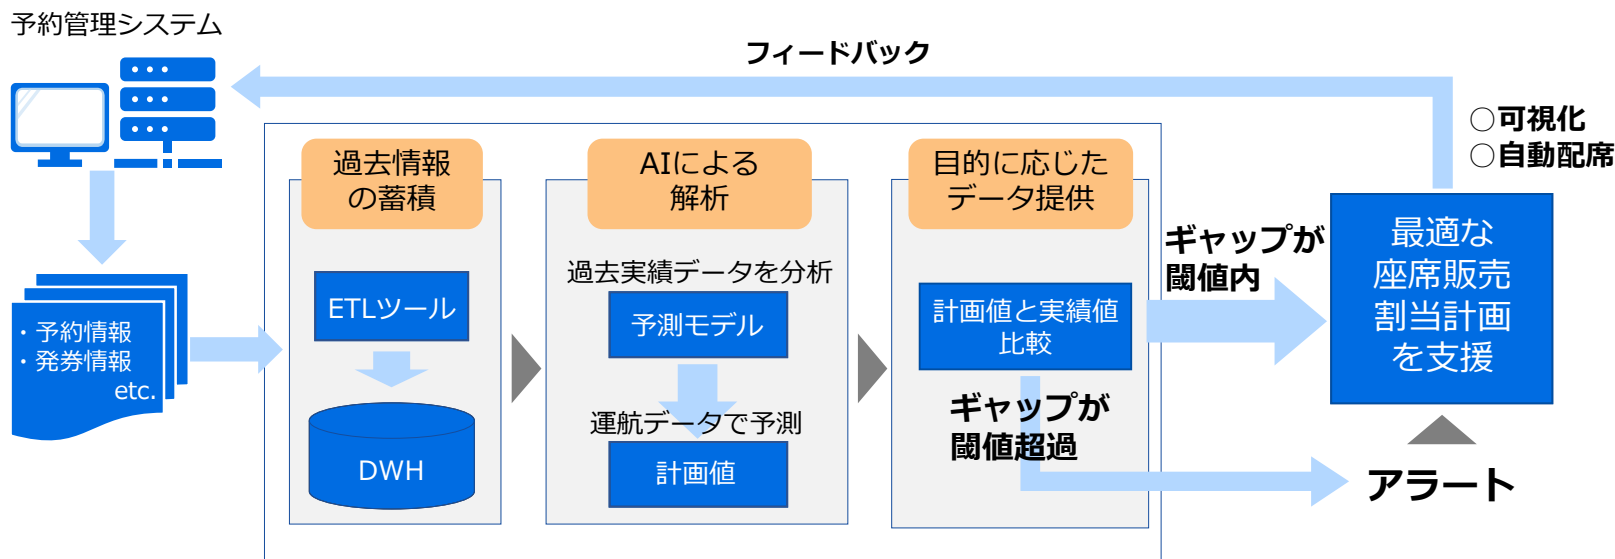 予約管理システム
フィードバック
○可視化
○自動配席
過去情報
の蓄積
AIによる
解析
目的に応じた
データ提供
・予約情報
・発券情報
etc.
ETLツール
DWH
過去実績データを分析
予測モデル
運航データで予測
計画値
計画値と実績値
比較
ギャップが
閾値内
ギャップが
閾値超過
最適な
座席販売
割当計画
を支援
アラート